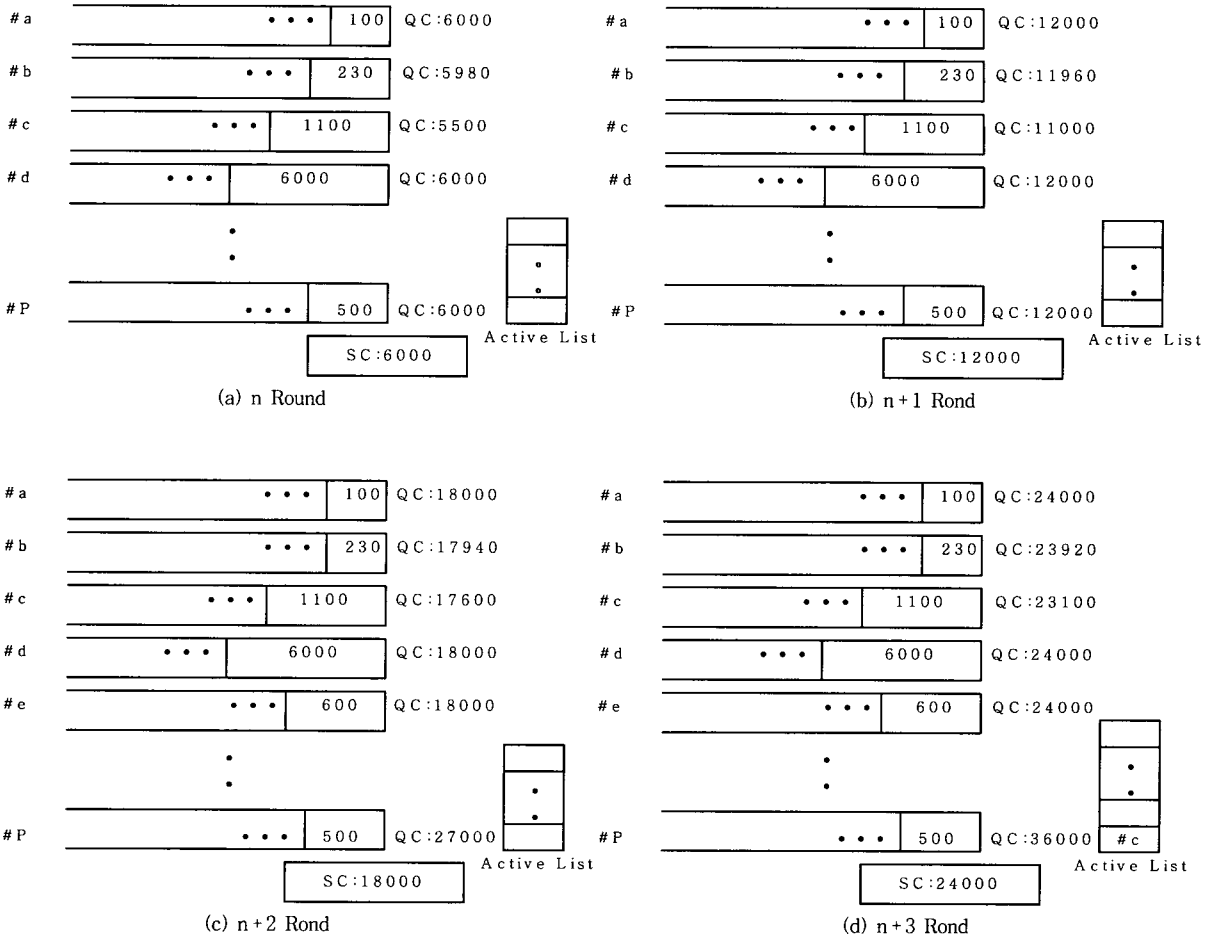 #a 100 QC:6000
#b 230 QC:5980
#c 1100 QC:5500
#d 6000 QC:6000
#P 500 QC:6000
Active List
SC:6000
(a) n Round
#a 100 QC:12000
#b 230 QC:11960
#c 1100 QC:11000
#d 6000 QC:12000
#P 500 QC:12000
Active List
SC:12000
(b) n+1 Rond
#a 100 QC:18000
#b 230 QC:17940
#c 1100 QC:17600
#d 6000 QC:18000
#e 600 QC:18000
#P 500 QC:27000
Active List
SC:18000
(c) n+2 Rond
#a 100 QC:24000
#b 230 QC:23920
#c 1100 QC:23100
#d 6000 QC:24000
#e 600 QC:24000
#P 500 QC:36000
#c
Active List
SC:24000
(d) n+3 Rond